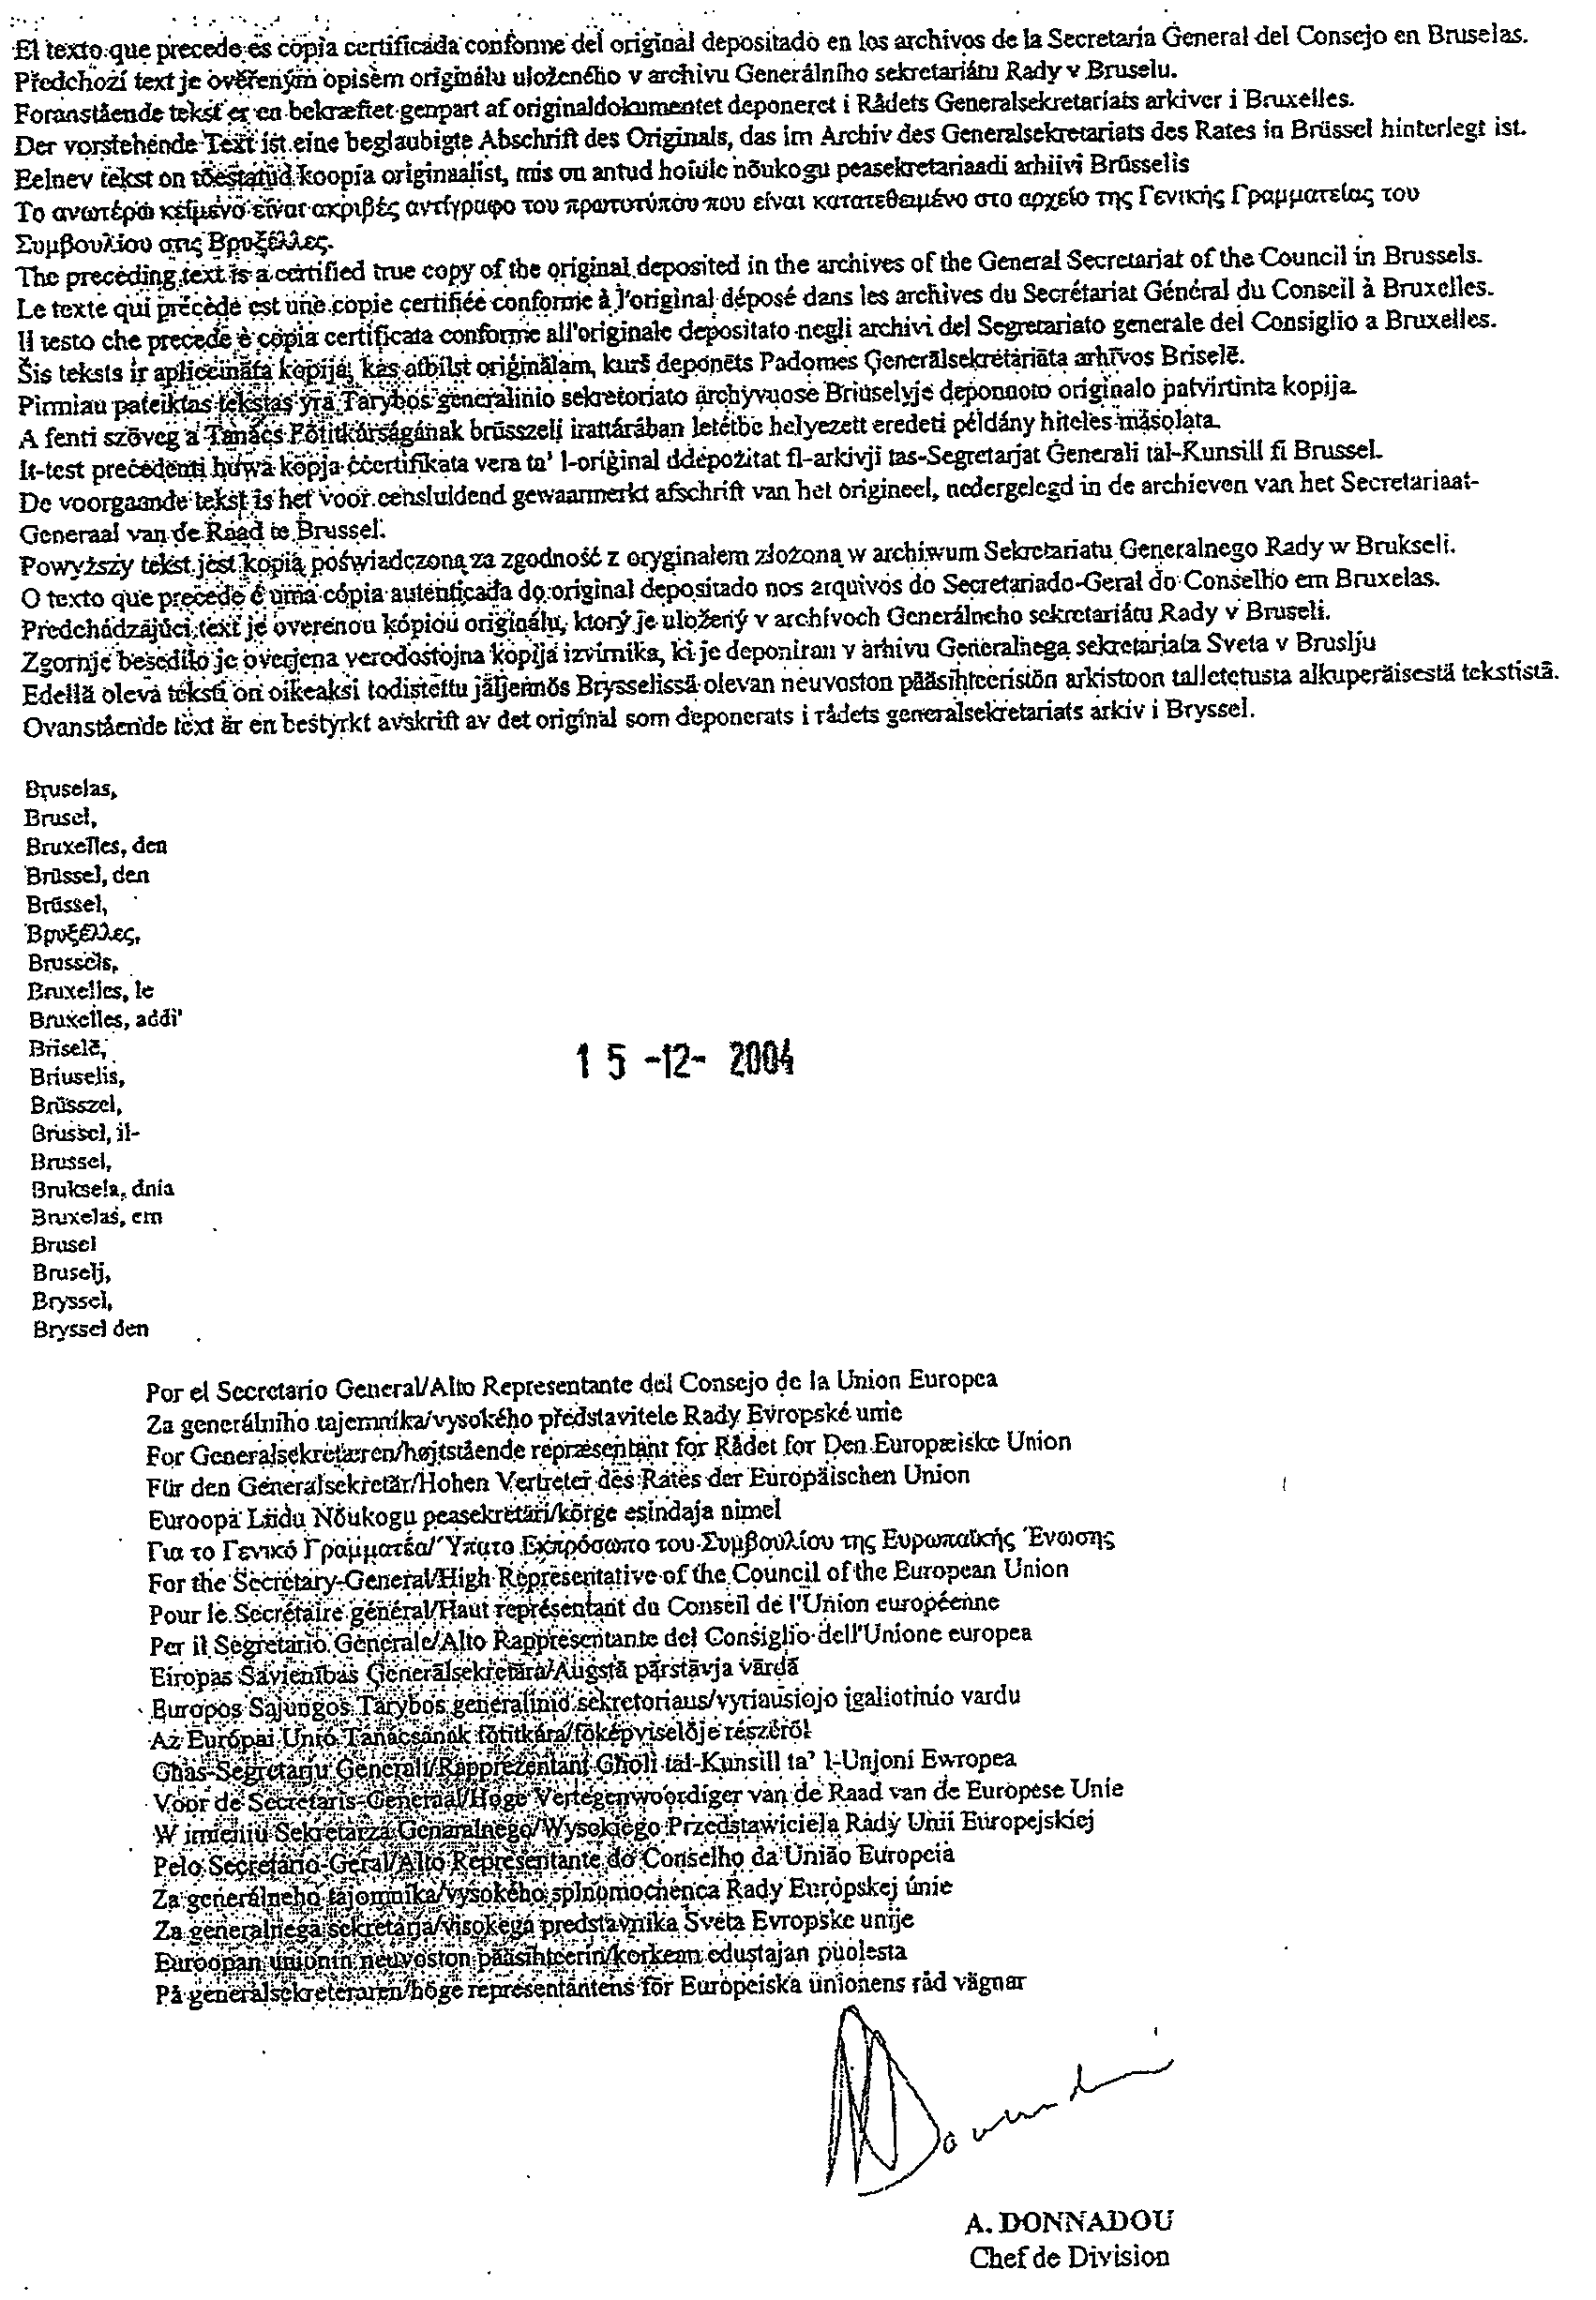 El texto que precede es copia certificada conforme del original depositado en los archivos de la Secretaría General del Consejo en Bruselas.
Předchozí text je ověřeným opisem originálu uloženého v archivu Generálního sekretariátu Rady v Bruselu.
Foranstående tekst er en bekræftet genpart af originaldokumentet deponeret i Rådets Generalsekretariats arkiver i Bruxelles.
Der vorstehende Text ist eine beglaubigte Abschrift des Originals, das im Archiv des Generalsekretariats des Rates in Brüssel hinterlegt ist.
Eelnev tekst on tõestatud koopia originaalist, mis on antud hoiule nõukogu peasekretariaadi arhiivi Brüsselis
Το ανωτέρω κείμενο είναι ακριβές αντίγραφο του πρωτοτύπου που είναι κατατεθειμένο στο αρχείο της Γενικής Γραμματείας του
Συμβουλίου στις Βρυξέλλες.
The preceding text is a certified true copy of the original deposited in the archives of the General Secretariat of the Council in Brussels.
Le texte qui précède est une copie certifiée conforme à l'original déposé dans les archives du Secrétariat Général du Conseil à Bruxelles.
Il testo che precede è copia certificata conforme all'originale depositato negli archivi del Segretariato generale del Consiglio a Bruxelles.
Šis teksts ir apliecināta kopija, kas atbilst oriģinālam, kurš deponēts Padomes Ģenerālsekretāriāta arhīvos Briselē.
Pirmiau pateiktas tekstas yra Tarybos generalinio sekretoriato archyvuose Briuselyje deponuoto originalo patvirtinta kopija.
A fenti szöveg a Tanács Főtitkárságának brüsszeli irattárában letétbe helyezett eredeti példány hiteles másolata.
It-test preċedenti huwa kopja ċċertifikata vera ta' l-oriġinal ddepożitat fl-arkivji tas-Segretarjat Ġenerali tal-Kunsill fi Brussel.
De voorgaande tekst is het voor eensluidend gewaarmerkt afschrift van het origineel, nedergelegd in de archieven van het Secretariaat-
Generaal van de Raad te Brussel.
Powyższy tekst jest kopią poświadczoną za zgodność z oryginałem złożoną w archiwum Sekretariatu Generalnego Rady w Brukseli.
O texto que precede é uma cópia autenticada do original depositado nos arquivos do Secretariado-Geral do Conselho em Bruxelas.
Predchádzajúci text je overenou kópiou originálu, ktorý je uložený v archívoch Generálneho sekretariátu Rady v Bruseli.
Zgornje besedilo je overjena verodostojna kopija izvirnika, ki je deponiran v arhivu Generalnega sekretariata Sveta v Bruslju
Edellä oleva teksti on oikeaksi todistettu jäljennös Brysselissä olevan neuvoston pääsihteeristön arkistoon talletetusta alkuperäisestä tekstistä.
Ovanstående text är en bestyrkt avskrift av det original som deponerats i rådets generalsekretariats arkiv i Bryssel.
Bruselas,
Brusel,
Bruxelles, den
Brüssel, den
Brüssel,
Βρυξέλλες,
Brussels,
Bruxelles, le
Bruxelles, addi'
Briselē,
Briuselis,
Brüsszel,
Brussel, il-
Brussel,
Bruksela, dnia
Bruxelas, em
Brusel
Bruselj,
Bryssel,
Bryssel den
15 -12- 2004
Por el Secretario General/Alto Representante del Consejo de la Union Europea
Za generálního tajemníka/vysokého představitele Rady Evropské unie
For Generalsekretæren/højtstående repræsentant for Rådet for Den Europæiske Union
Für den Generalsekretär/Hohen Vertreter des Rates der Europäischen Union
Euroopa Liidu Nõukogu peasekretäri/kõrge esindaja nimel
Για το Γενικό Γραμματέα/Ύπατο Εκπρόσωπο του Συμβουλίου της Ευρωπαϊκής Ένωσης
For the Secretary-General/High Representative of the Council of the European Union
Pour le Secrétaire général/Haut représentant du Conseil de l'Union européenne
Per il Segretario Generale/Alto Rappresentante del Consiglio dell'Unione europea
Eiropas Savienības Ģenerālsekretāra/Augstā pārstāvja vārdā
Europos Sąjungos Tarybos generalinio sekretoriaus/vyriausiojo įgaliotinio vardu
Az Európai Unió Tanácsának főtitkára/főképviselője részéről
Għas-Segretarju Ġenerali/Rappreżentant Għoli tal-Kunsill ta' l-Unjoni Ewropea
Voor de Secretaris-Generaal/Hoge Vertegenwoordiger van de Raad van de Europese Unie
W imieniu Sekretarza Generalnego/Wysokiego Przedstawiciela Rady Unii Europejskiej
Pelo Secretário-Geral/Alto Representante do Conselho da União Europeia
Za generálneho tajomníka/vysokého splnomocnenca Rady Európskej únie
Za generalnega sekretarja/visokega predstavnika Sveta Evropske unije
Euroopan unionin neuvoston pääsihteerin/korkean edustajan puolesta
På generalsekreteraren/höge representantens för Europeiska unionens råd vägnar
A. DONNADOU
Chef de Division